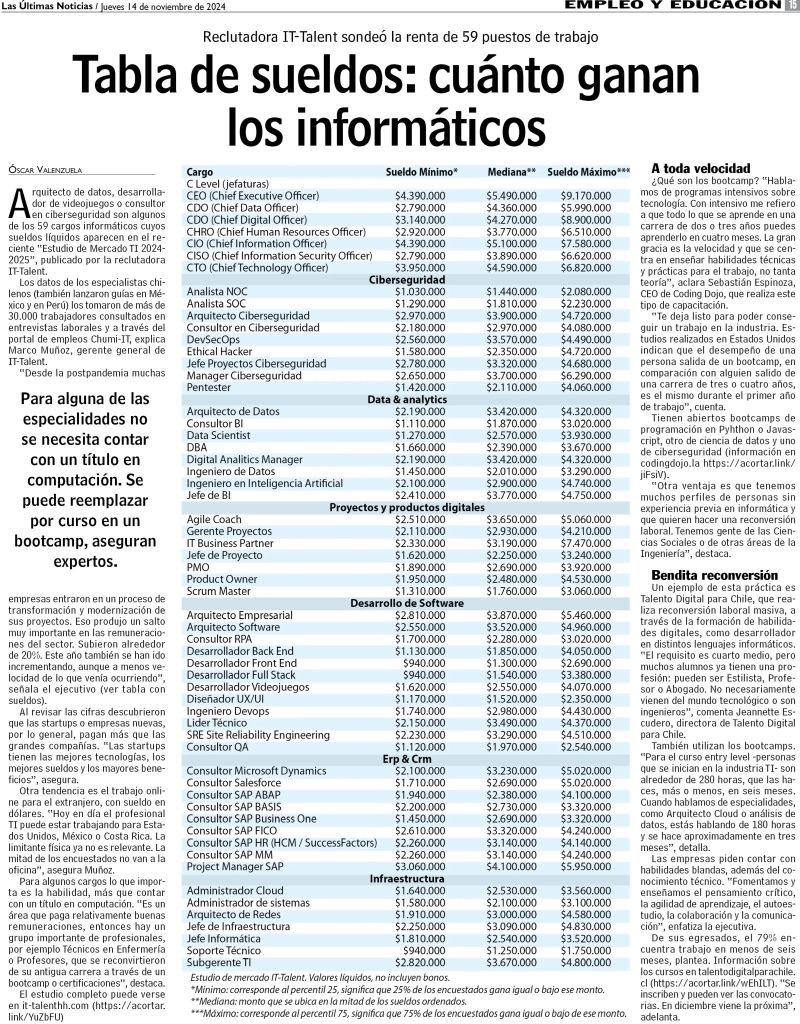 Las Últimas Noticias / Jueves 14 de noviembre de 2024
EMPLEO Y EDUCACIÓN 15
Reclutadora IT-Talent sondeó la renta de 59 puestos de trabajo
Tabla de sueldos: cuánto ganan
los informáticos
ÓSCAR VALENZUELA
Arquitecto de datos, desarrolla-
dor de videojuegos o consultor
en ciberseguridad son algunos
de los 59 cargos informáticos cuyos
sueldos líquidos aparecen en el re-
ciente “Estudio de Mercado TI 2024-
2025”, publicado por la reclutadora
IT-Talent.
Los datos de los especialistas chi-
lenos (también lanzaron guías en Mé-
xico y en Perú) los tomaron de más de
30.000 trabajadores consultados en
entrevistas laborales y a través del
portal de empleos Chumi-IT, explica
Marco Muñoz, gerente general de
IT-Talent.
“Desde la postpandemia muchas
Para alguna de las
especialidades no
se necesita contar
con un título en
computación. Se
puede reemplazar
por curso en un
bootcamp, aseguran
expertos.
empresas entraron en un proceso de
transformación y modernización de
sus proyectos. Eso produjo un salto
muy importante en las remuneracio-
nes del sector. Subieron alrededor
de 20%. Este año también se han ido
incrementando, aunque a menos ve-
locidad de lo que venía ocurriendo”,
señala el ejecutivo (ver tabla con
sueldos).
Al revisar las cifras descubrieron
que las startups o empresas nuevas,
por lo general, pagan más que las
grandes compañías. “Las startups
tienen las mejores tecnologías, los
mejores sueldos y los mayores bene-
ficios”, asegura.
Otra tendencia es el trabajo onli-
ne para el extranjero, con sueldo en
dólares. “Hoy en día el profesional
TI puede estar trabajando para Esta-
dos Unidos, México o Costa Rica. La
limitante física ya no es relevante. La
mitad de los encuestados no van a la
oficina”, asegura Muñoz.
Para algunos cargos lo que impor-
ta es la habilidad, más que contar
con un título en computación. “Es un
área que paga relativamente buenas
remuneraciones, entonces hay un
grupo importante de profesionales,
por ejemplo Técnicos en Enfermería
o Profesores, que se reconvirtieron
de su antigua carrera a través de un
bootcamp o certificaciones”, destaca.
El estudio completo puede verse
en it-talenthh.com (https://acortar.
link/YuZbFU)
Cargo Sueldo Mínimo* Mediana** Sueldo Máximo***
C Level (jefaturas)
CEO (Chief Executive Officer) $4.390.000 $5.490.000 $9.170.000
CDO (Chief Data Officer) $2.790.000 $4.360.000 $5.990.000
CDO (Chief Digital Officer) $3.140.000 $4.270.000 $8.900.000
CHRO (Chief Human Resources Officer) $2.920.000 $3.770.000 $6.510.000
CIO (Chief Information Officer) $4.390.000 $5.100.000 $7.580.000
CISO (Chief Information Security Officer) $2.790.000 $3.890.000 $6.620.000
CTO (Chief Technology Officer) $3.950.000 $4.590.000 $6.820.000
Ciberseguridad
Analista NOC $1.030.000 $1.440.000 $2.080.000
Analista SOC $1.290.000 $1.810.000 $2.230.000
Arquitecto Ciberseguridad $2.970.000 $3.900.000 $4.720.000
Consultor en Ciberseguridad $2.180.000 $2.970.000 $4.080.000
DevSecOps $2.560.000 $3.570.000 $4.490.000
Ethical Hacker $1.580.000 $2.350.000 $4.720.000
Jefe Proyectos Ciberseguridad $2.780.000 $3.320.000 $4.680.000
Manager Ciberseguridad $2.650.000 $3.700.000 $6.290.000
Pentester $1.420.000 $2.110.000 $4.060.000
Data & analytics
Arquitecto de Datos $2.190.000 $3.420.000 $4.320.000
Consultor BI $1.110.000 $1.870.000 $3.020.000
Data Scientist $1.270.000 $2.570.000 $3.930.000
DBA $1.660.000 $2.390.000 $3.670.000
Digital Analitics Manager $2.190.000 $3.420.000 $4.320.000
Ingeniero de Datos $1.450.000 $2.010.000 $3.290.000
Ingeniero en Inteligencia Artificial $2.100.000 $2.900.000 $4.740.000
Jefe de BI $2.410.000 $3.770.000 $4.750.000
Proyectos y productos digitales
Agile Coach $2.510.000 $3.650.000 $5.060.000
Gerente Proyectos $2.110.000 $2.930.000 $4.210.000
IT Business Partner $2.330.000 $3.190.000 $7.470.000
Jefe de Proyecto $1.620.000 $2.250.000 $3.240.000
PMO $1.890.000 $2.690.000 $3.920.000
Product Owner $1.950.000 $2.480.000 $4.530.000
Scrum Master $1.310.000 $1.760.000 $3.060.000
Desarrollo de Software
Arquitecto Empresarial $2.810.000 $3.870.000 $5.460.000
Arquitecto Software $2.550.000 $3.520.000 $4.960.000
Consultor RPA $1.700.000 $2.280.000 $3.020.000
Desarrollador Back End $1.130.000 $1.850.000 $4.050.000
Desarrollador Front End $940.000 $1.300.000 $2.690.000
Desarrollador Full Stack $940.000 $1.540.000 $3.380.000
Desarrollador Videojuegos $1.620.000 $2.550.000 $4.070.000
Diseñador UX/UI $1.170.000 $1.520.000 $2.350.000
Ingeniero Devops $1.740.000 $2.980.000 $4.430.000
Lider Técnico $2.150.000 $3.490.000 $4.370.000
SRE Site Reliability Engineering $2.230.000 $3.290.000 $4.510.000
Consultor QA $1.120.000 $1.970.000 $2.540.000
Erp & Crm
Consultor Microsoft Dynamics $2.100.000 $3.230.000 $5.020.000
Consultor Salesforce $1.710.000 $2.690.000 $5.020.000
Consultor SAP ABAP $1.940.000 $2.380.000 $4.100.000
Consultor SAP BASIS $2.200.000 $2.730.000 $3.320.000
Consultor SAP Business One $1.450.000 $2.690.000 $3.320.000
Consultor SAP FICO $2.610.000 $3.320.000 $4.240.000
Consultor SAP HR (HCM / SuccessFactors) $2.260.000 $3.140.000 $4.140.000
Consultor SAP MM $2.260.000 $3.140.000 $4.240.000
Project Manager SAP $3.060.000 $4.100.000 $5.950.000
Infraestructura
Administrador Cloud $1.640.000 $2.530.000 $3.560.000
Administrador de sistemas $1.580.000 $2.100.000 $3.100.000
Arquitecto de Redes $1.910.000 $3.000.000 $4.580.000
Jefe de Infraestructura $2.250.000 $3.090.000 $4.830.000
Jefe Informática $1.810.000 $2.540.000 $3.520.000
Soporte Técnico $940.000 $1.250.000 $1.750.000
Subgerente TI $2.820.000 $3.670.000 $4.800.000
Estudio de mercado IT-Talent. Valores líquidos, no incluyen bonos.
*Mínimo: corresponde al percentil 25, significa que 25% de los encuestados gana igual o bajo ese monto.
**Mediana: monto que se ubica en la mitad de los sueldos ordenados.
***Máximo: corresponde al percentil 75, significa que 75% de los encuestados gana igual o bajo ese monto.
A toda velocidad
¿Qué son los bootcamp? “Habla-
mos de programas intensivos sobre
tecnología. Con intensivo me refiero
a que todo lo que se aprende en una
carrera de dos o tres años puedes
aprenderlo en cuatro meses. La gran
gracia es la velocidad y que se cen-
tra en enseñar habilidades técnicas
y prácticas para el trabajo, no tanta
teoría”, aclara Sebastián Espinoza,
CEO de Coding Dojo, que realiza este
tipo de capacitación.
“Te deja listo para poder conse-
guir un trabajo en la industria. Es-
tudios realizados en Estados Unidos
indican que el desempeño de una
persona salida de un bootcamp, en
comparación con alguien salido de
una carrera de tres o cuatro años,
es el mismo durante el primer año
de trabajo”, cuenta.
Tienen abiertos bootcamps de
programación en Pyhthon o Javas-
cript, otro de ciencia de datos y uno
de ciberseguridad (información en
codingdojo.la https://acortar.link/
jiFsiV).
“Otra ventaja es que tenemos
muchos perfiles de personas sin
experiencia previa en informática y
que quieren hacer una reconversión
laboral. Tenemos gente de las Cien-
cias Sociales o de otras áreas de la
Ingeniería”, destaca.
Bendita reconversión
Un ejemplo de esta práctica es
Talento Digital para Chile, que rea-
liza reconversión laboral masiva, a
través de la formación de habilida-
des digitales, como desarrollador
en distintos lenguajes informáticos.
“El requisito es cuarto medio, pero
muchos alumnos ya tienen una pro-
fesión: pueden ser Estilista, Profe-
sor o Abogado. No necesariamente
vienen del mundo tecnológico o son
ingenieros”, comenta Jeannette Es-
cudero, directora de Talento Digital
para Chile.
También utilizan los bootcamps.
“Para el curso entry level -personas
que se inician en la industria TI- son
alrededor de 280 horas, que las ha-
ces, más o menos, en seis meses.
Cuando hablamos de especialidades,
como Arquitecto Cloud o análisis de
datos, estás hablando de 180 horas
y se hace aproximadamente en tres
meses”, detalla.
Las empresas piden contar con
habilidades blandas, además del co-
nocimiento técnico. “Fomentamos y
enseñamos el pensamiento crítico,
la agilidad de aprendizaje, el autoes-
tudio, la colaboración y la comunica-
ción”, enfatiza la ejecutiva.
De sus egresados, el 79% en-
cuentra trabajo en menos de seis
meses, plantea. Información sobre
los cursos en talentodigitalparachile.
cl (https://acortar.link/wEhILT). “Se
inscriben y pueden ver las convocato-
rias. En diciembre viene la próxima”,
adelanta.